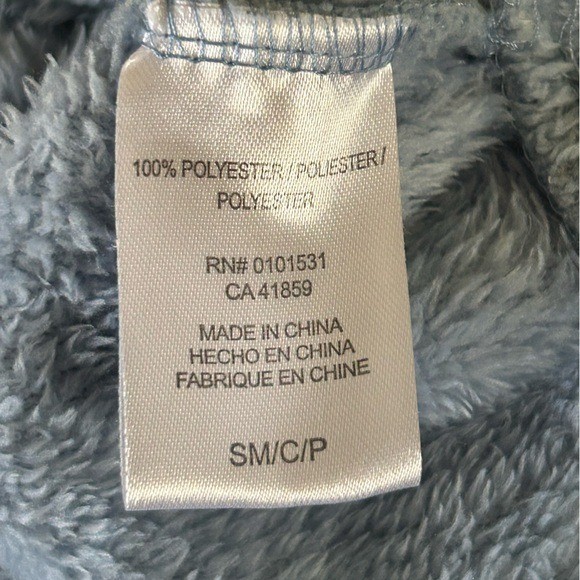 100% POLYESTER / POLIESTER /
POLYESTER
RN# 0101531
CA 41859
MADE IN CHINA
HECHO EN CHINA
FABRIQUE EN CHINE
SM/C/P